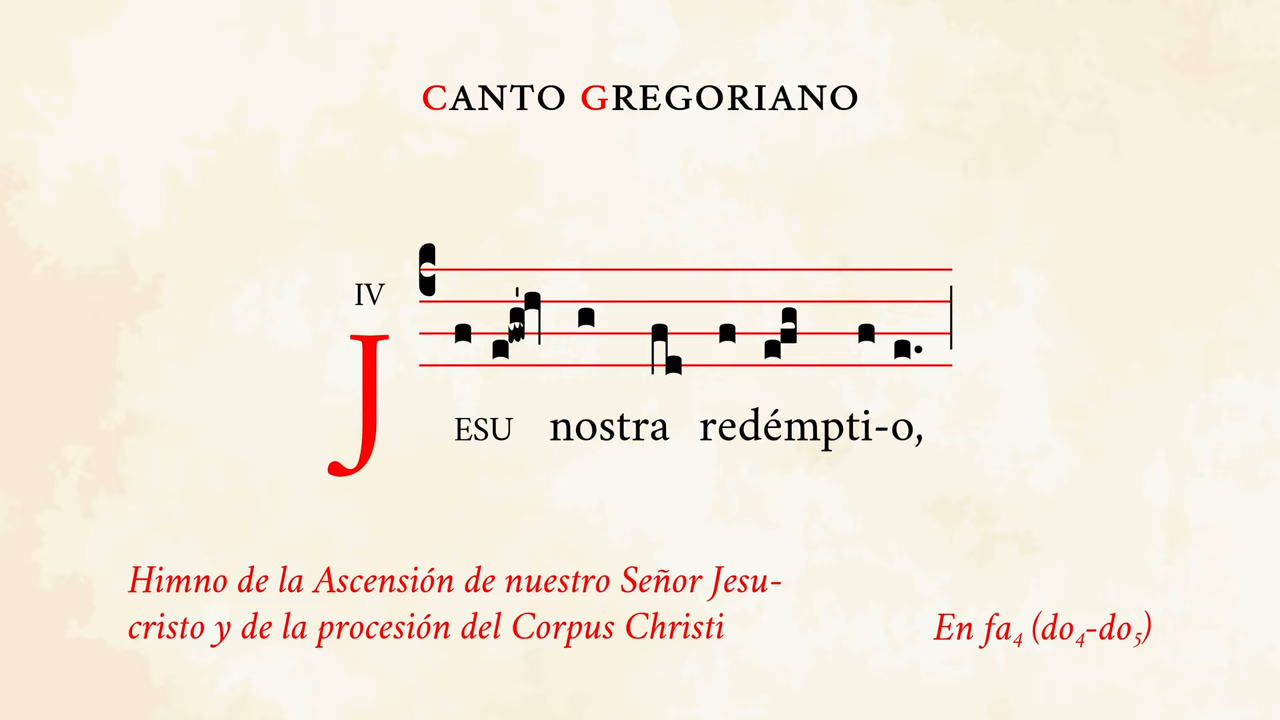 CANTO GREGORIANO
IV
JESU nostra redémpti-o,
Himno de la Ascensión de nuestro Señor Jesu-
cristo y de la procesión del Corpus Christi
En fa₄ (do₄-do₅)